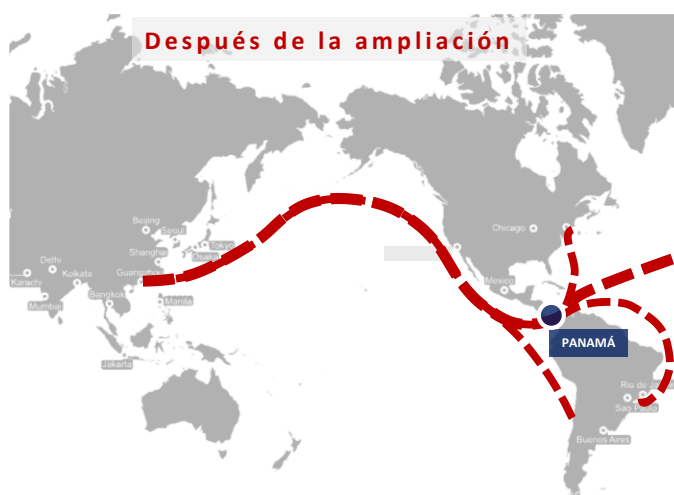 Después de la ampliación
Chicago
Beijing
Seoul
Tokyo
Osaka
Shanghai
Delhi
Guangzhou
Karachi
Kolkata
Mexico
Mumbai
Bangkok
Manila
PANAMÁ
Jakarta
Rio de
Sao Paulo
Buenos Aires